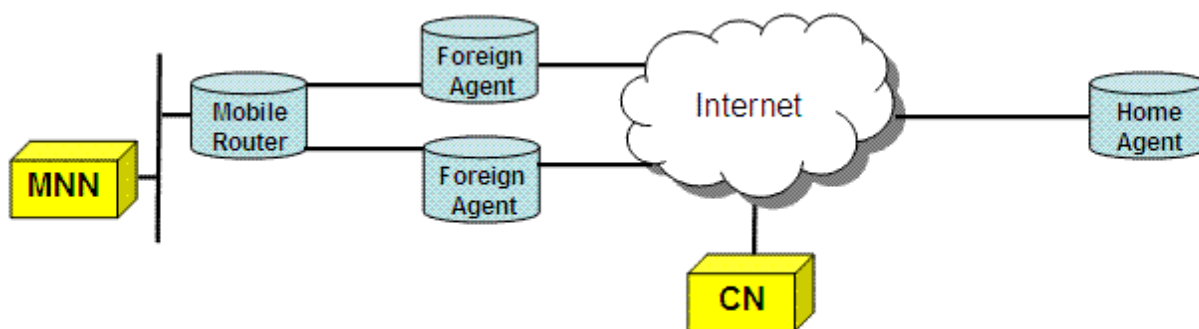 Foreign
Agent
Mobile
Router
Internet
Home
Agent
MNN
Foreign
Agent
CN